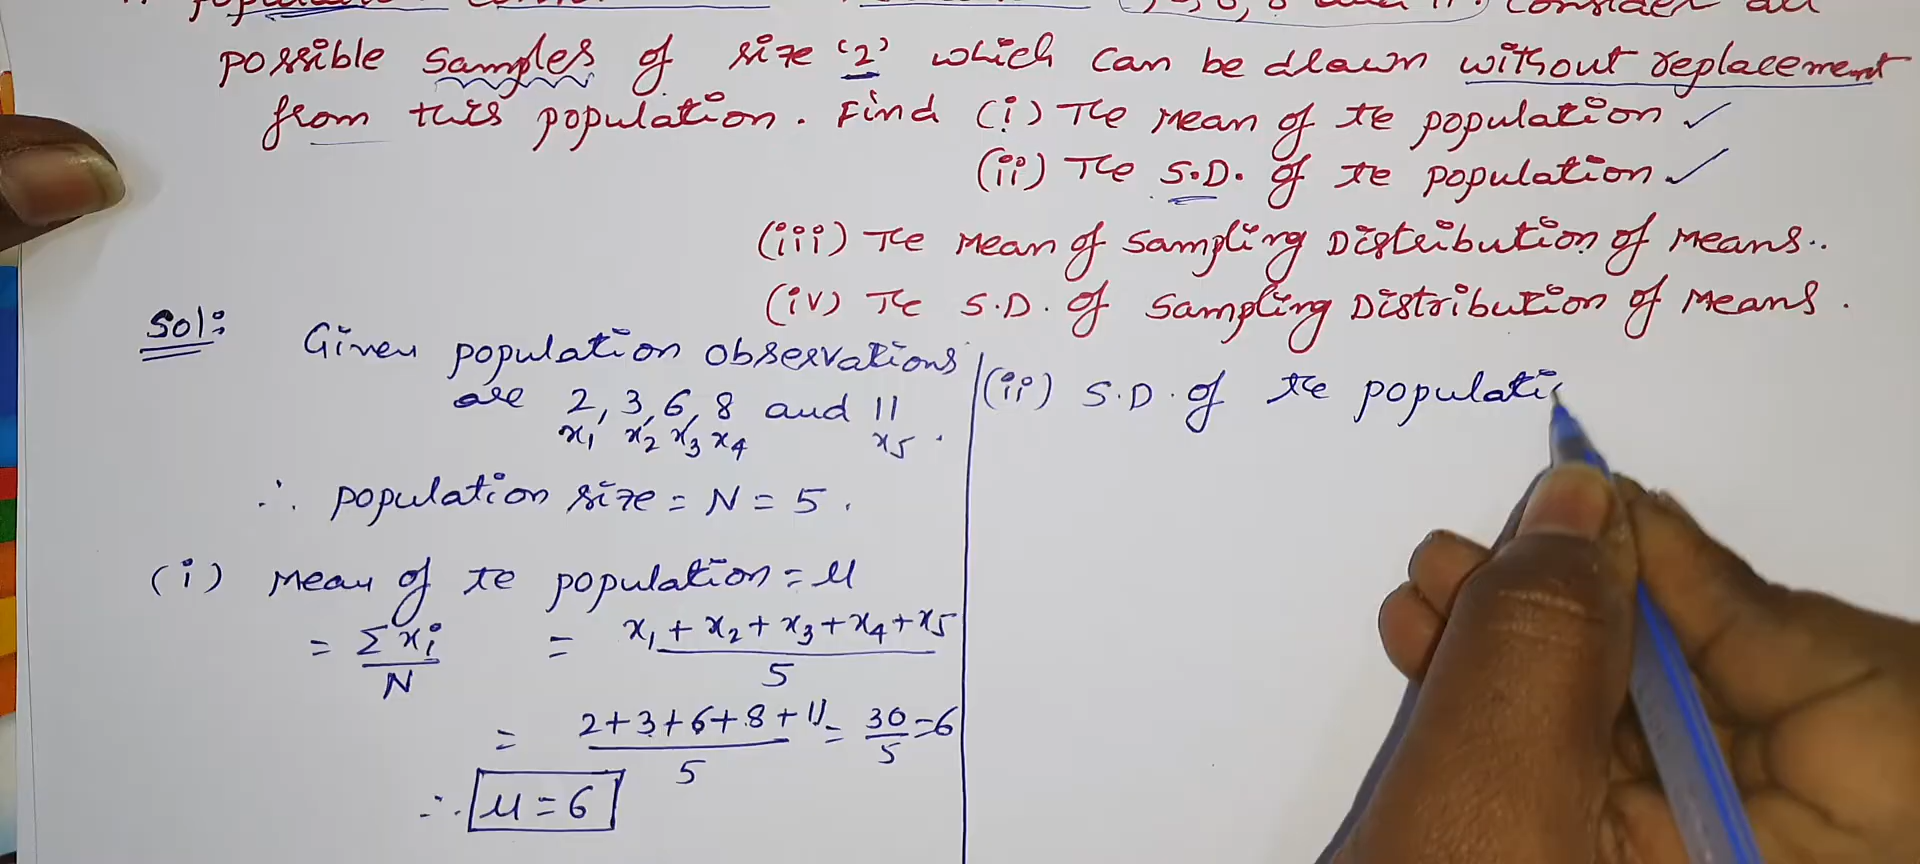 possible samples of size '2' which can be drawn without replacement
from this population. Find (i) The Mean of the population ✓
(ii) The S.D. of the population ✓
(iii) The Mean of Sampling Distribution of Means..
(iv) The S.D. of Sampling Distribution of Means.
Sol:
Given population observations
are 2, 3, 6, 8 and 11
x₁ x₂ x₃ x₄ x₅.
∴ population size = N = 5.
(i) Mean of the population = μ
= Σxᵢ/N = (x₁ + x₂ + x₃ + x₄ + x₅)/5
= (2+3+6+8+11)/5 = 30/5 = 6
∴ μ = 6
(ii) S.D. of the populati